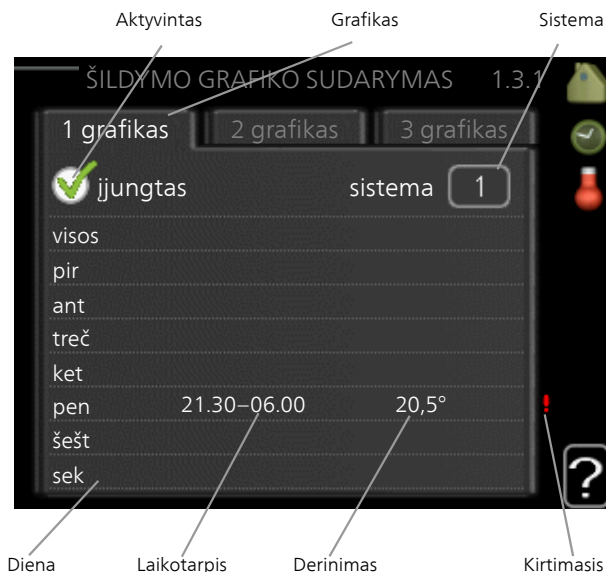 Aktyvintas Grafikas Sistema
ŠILDYMO GRAFIKO SUDARYMAS 1.3.1
1 grafikas 2 grafikas 3 grafikas
įjungtas sistema 1
visos
pir
ant
treč
ket
pen 21.30–06.00 20,5° !
šešt
sek
?
Diena Laikotarpis Derinimas Kirtimasis